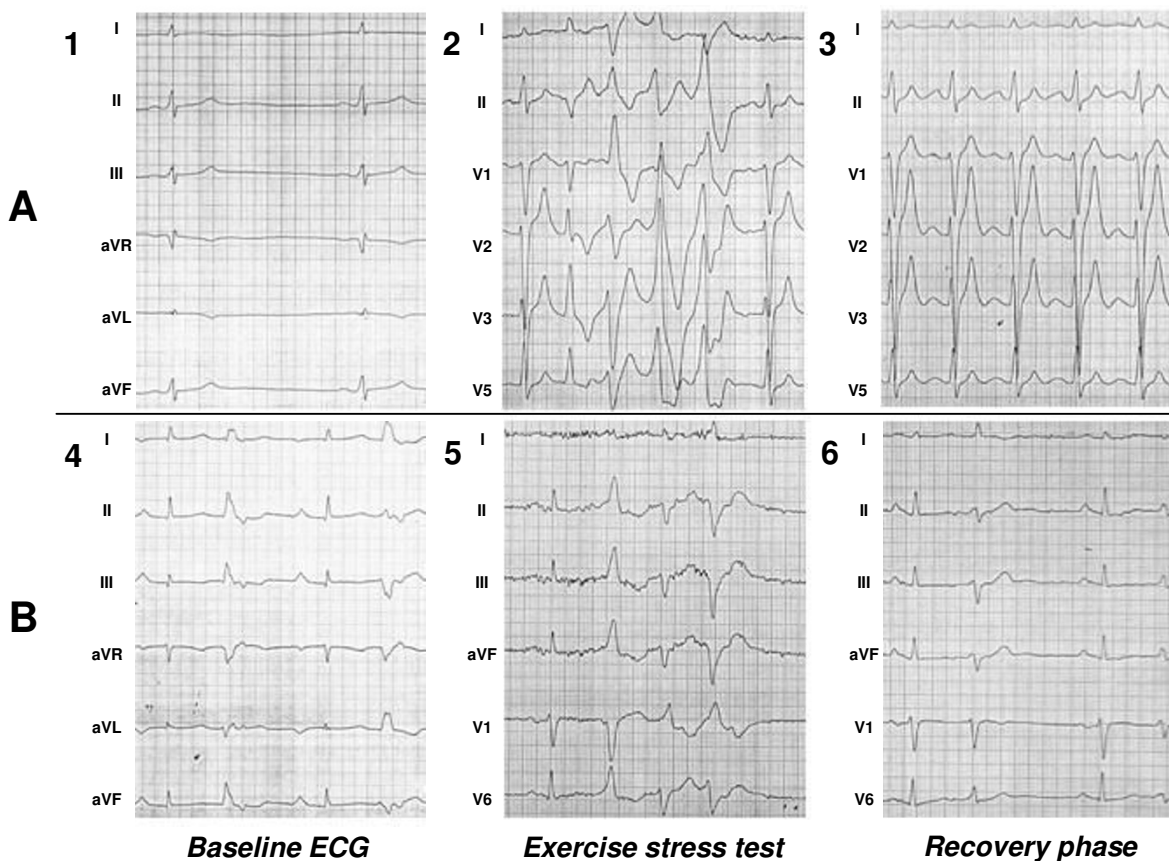 A
1
I
II
III
aVR
aVL
aVF
2
I
II
V1
V2
V3
V5
3
I
II
V1
V2
V3
V5
B
4
I
II
III
aVR
aVL
aVF
5
I
II
III
aVF
V1
V6
6
I
II
III
aVF
V1
V6
Baseline ECG
Exercise stress test
Recovery phase